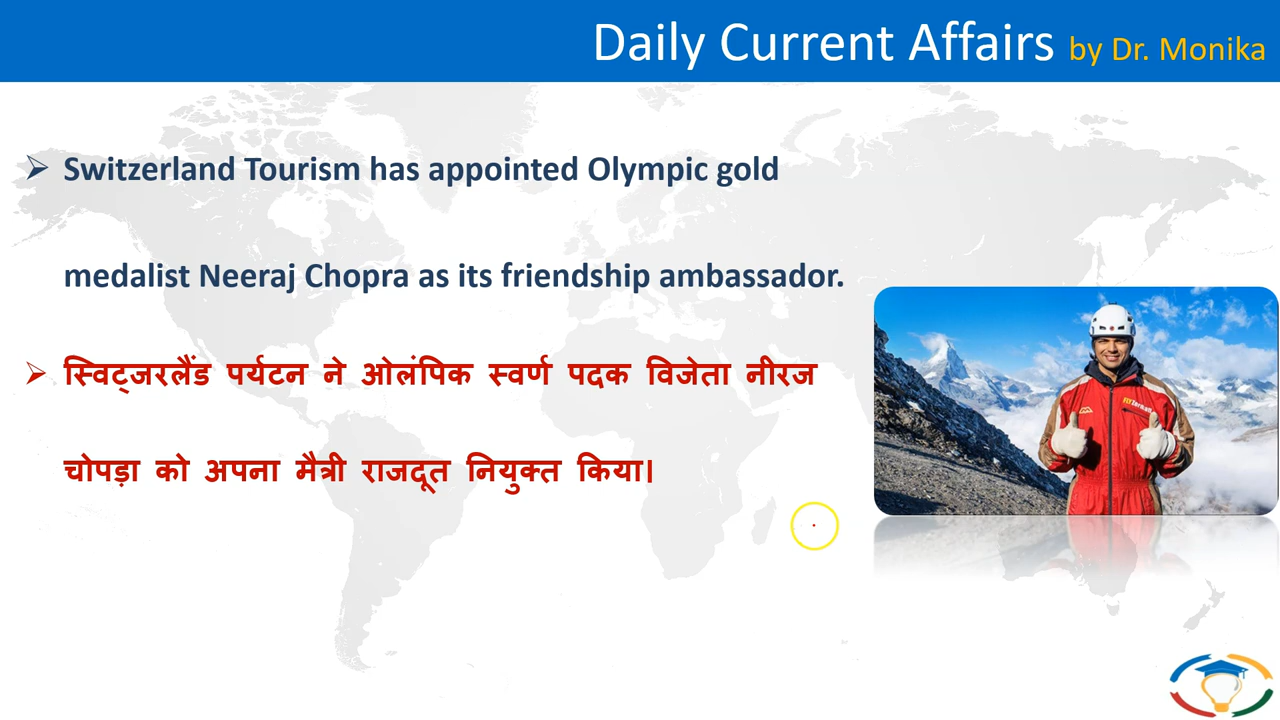 Daily Current Affairs by Dr. Monika
Switzerland Tourism has appointed Olympic gold
medalist Neeraj Chopra as its friendship ambassador.
स्विट्जरलैंड पर्यटन ने ओलंपिक स्वर्ण पदक विजेता नीरज
चोपड़ा को अपना मैत्री राजदूत नियुक्त किया।
FLYZermatt